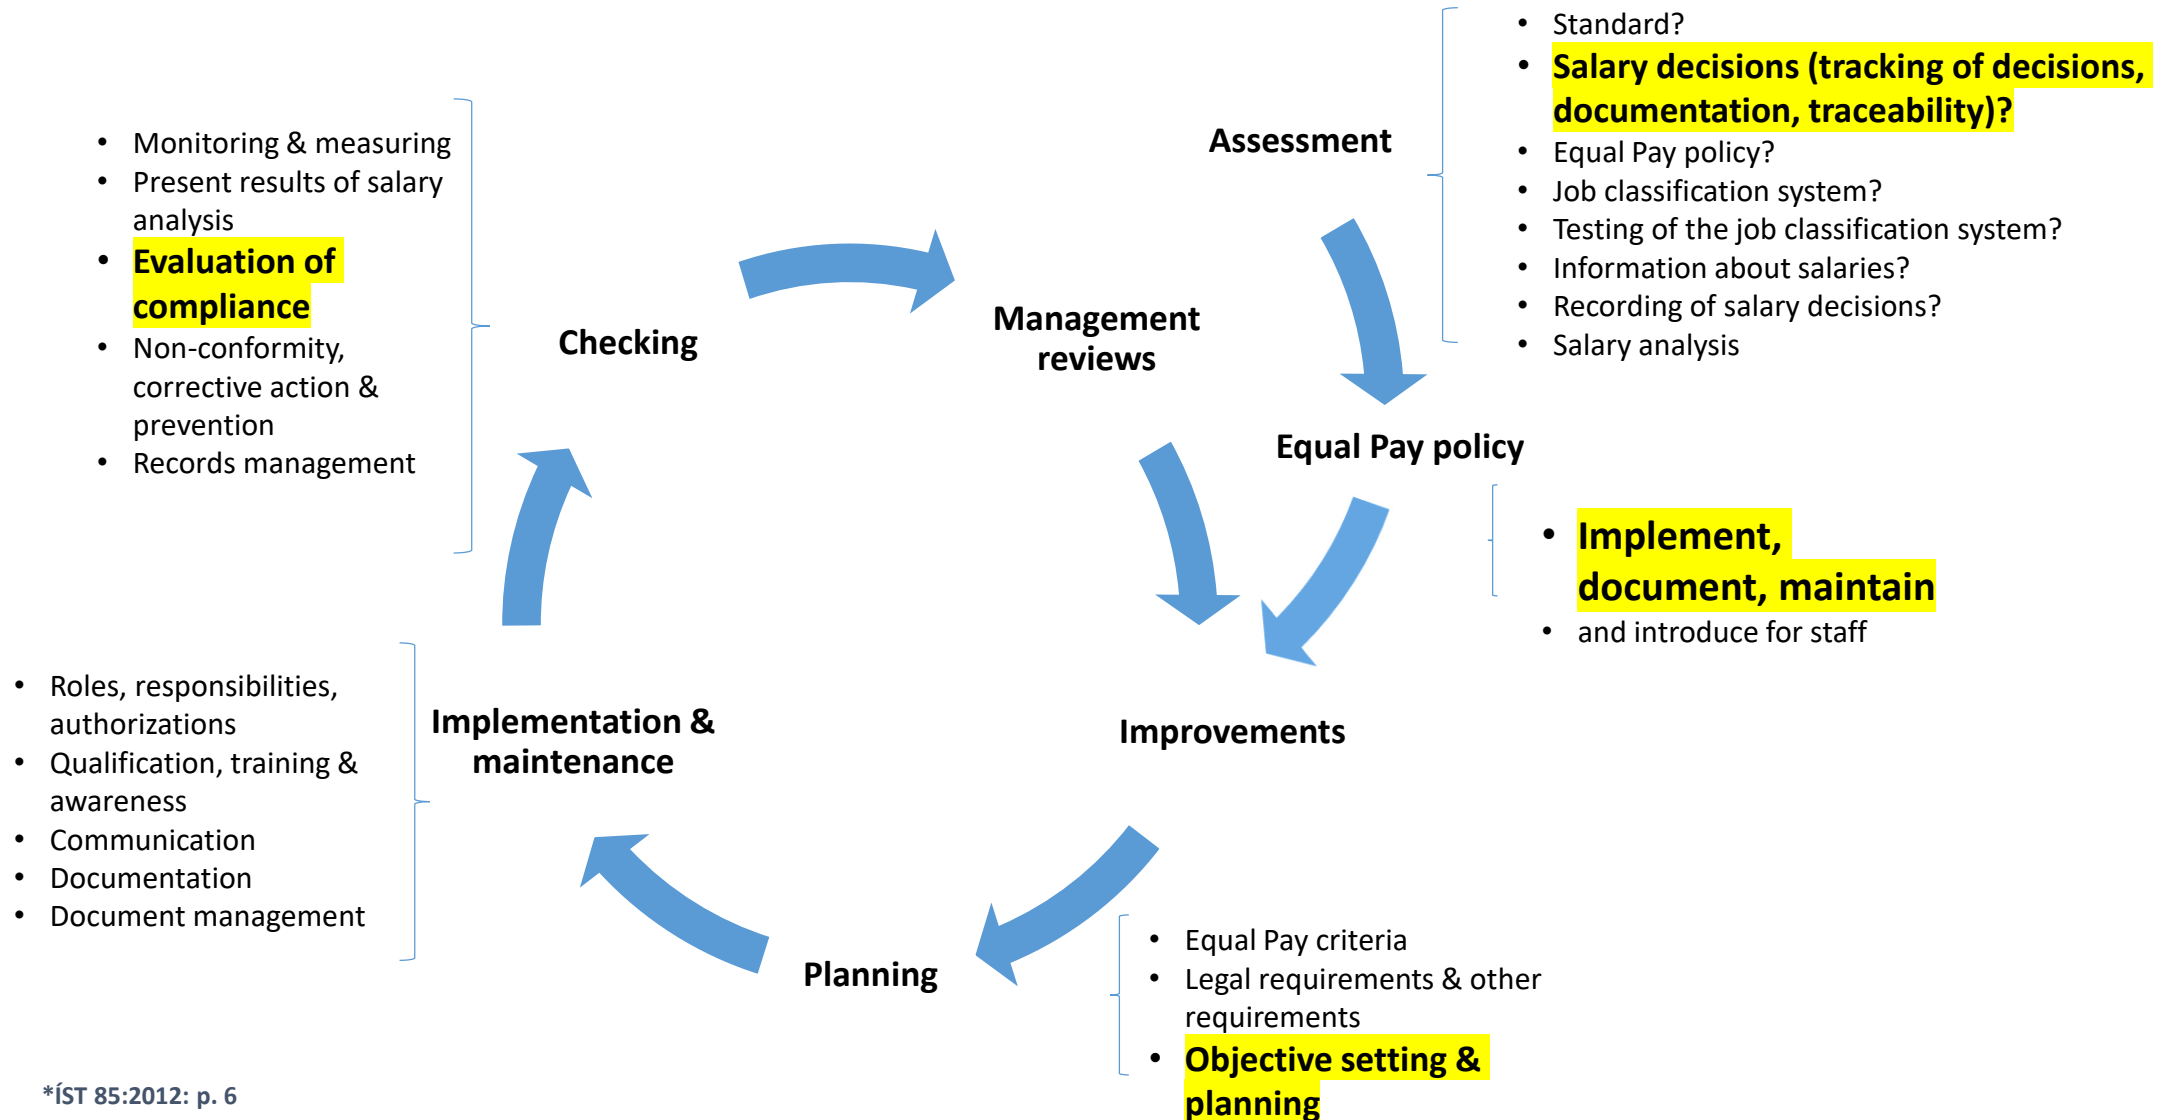 Assessment
• Standard?
• Salary decisions (tracking of decisions,
documentation, traceability)?
• Equal Pay policy?
• Job classification system?
• Testing of the job classification system?
• Information about salaries?
• Recording of salary decisions?
• Salary analysis
Equal Pay policy
• Implement,
document, maintain
• and introduce for staff
Improvements
Planning
• Equal Pay criteria
• Legal requirements & other
requirements
• Objective setting &
planning
Implementation &
maintenance
• Roles, responsibilities,
authorizations
• Qualification, training &
awareness
• Communication
• Documentation
• Document management
Checking
• Monitoring & measuring
• Present results of salary
analysis
• Evaluation of
compliance
• Non-conformity,
corrective action &
prevention
• Records management
Management
reviews
*ÍST 85:2012: p. 6